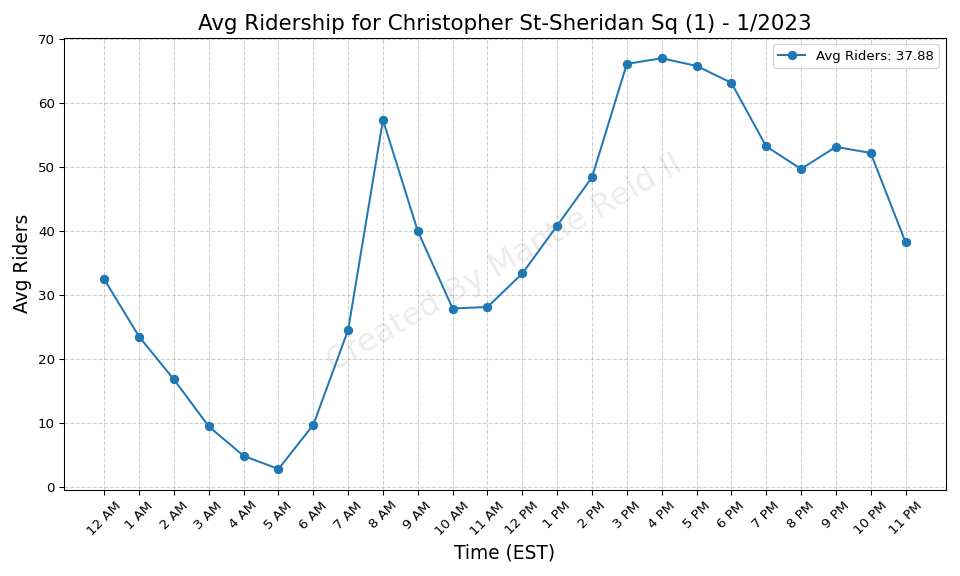 Avg Ridership for Christopher St-Sheridan Sq (1) - 1/2023
Avg Riders: 37.88
70
60
50
40
30
20
10
0
Avg Riders
Created By Mantie Reid II
12 AM
1 AM
2 AM
3 AM
4 AM
5 AM
6 AM
7 AM
8 AM
9 AM
10 AM
11 AM
12 PM
1 PM
2 PM
3 PM
4 PM
5 PM
6 PM
7 PM
8 PM
9 PM
10 PM
11 PM
Time (EST)